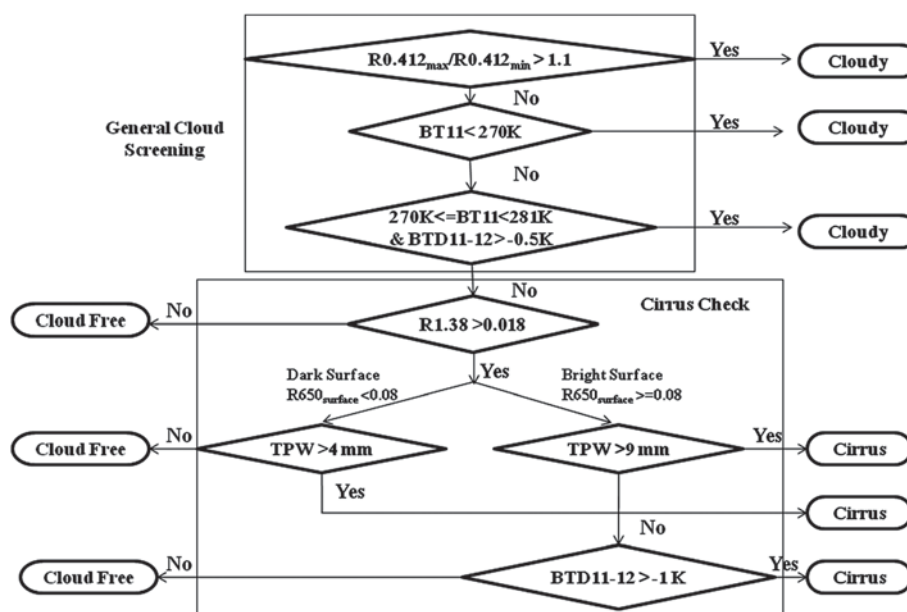 R0.412max/R0.412min > 1.1
Yes
Cloudy
No
General Cloud
Screening
BT11< 270K
Yes
Cloudy
No
270K<=BT11<281K
& BTD11-12>-0.5K
Yes
Cloudy
No
Cirrus Check
Cloud Free
No
R1.38 >0.018
Yes
Dark Surface
R650surface<0.08
Bright Surface
R650surface>=0.08
Cloud Free
No
TPW >4 mm
TPW >9 mm
Yes
Cirrus
Yes
Cirrus
No
Cloud Free
No
BTD11-12 >-1 K
Yes
Cirrus